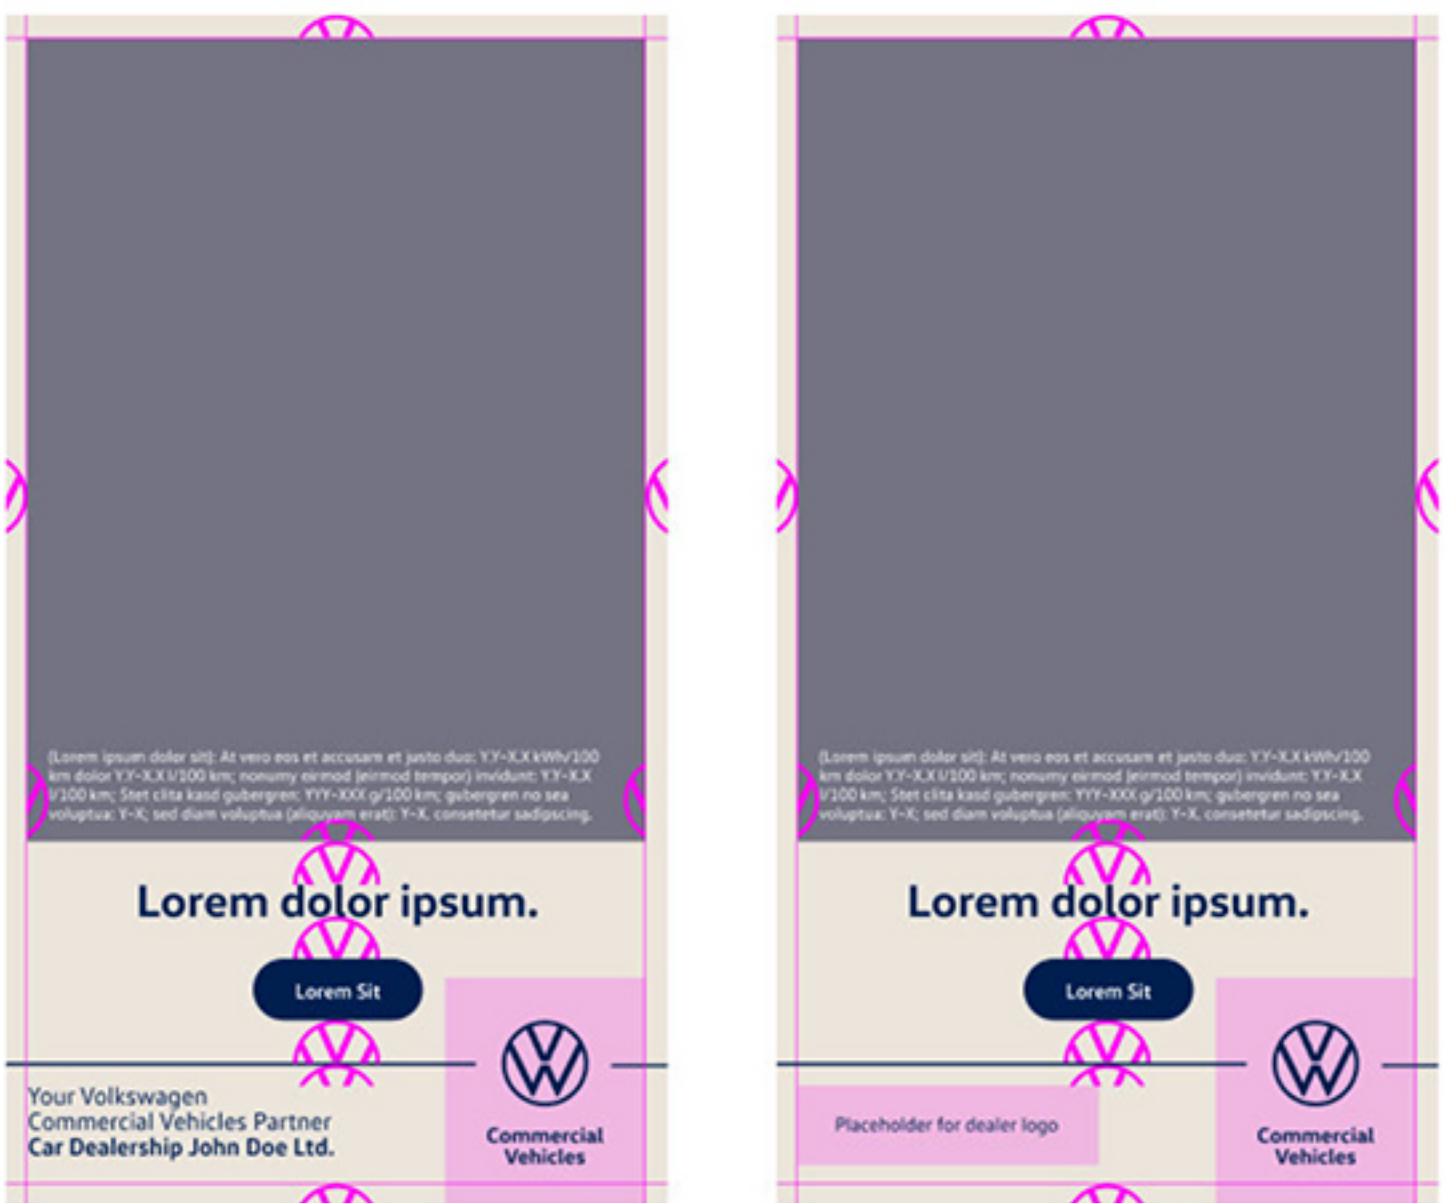 (Lorem ipsum dolor sit): At vero eos et accusam et justo duo: Y.Y–X.X kWh/100
km dolor Y.Y–X.X l/100 km; nonumy eirmod (eirmod tempor) invidunt: Y.Y–X.X
l/100 km; Stet clita kasd gubergren: YYY–XXX g/100 km; gubergren no sea
voluptua: Y–X; sed diam voluptua (aliquyam erat): Y–X. consetetur sadipscing.
Lorem dolor ipsum.
Lorem Sit
Your Volkswagen
Commercial Vehicles Partner
Car Dealership John Doe Ltd.
Commercial
Vehicles
(Lorem ipsum dolor sit): At vero eos et accusam et justo duo: Y.Y–X.X kWh/100
km dolor Y.Y–X.X l/100 km; nonumy eirmod (eirmod tempor) invidunt: Y.Y–X.X
l/100 km; Stet clita kasd gubergren: YYY–XXX g/100 km; gubergren no sea
voluptua: Y–X; sed diam voluptua (aliquyam erat): Y–X. consetetur sadipscing.
Lorem dolor ipsum.
Lorem Sit
Placeholder for dealer logo
Commercial
Vehicles